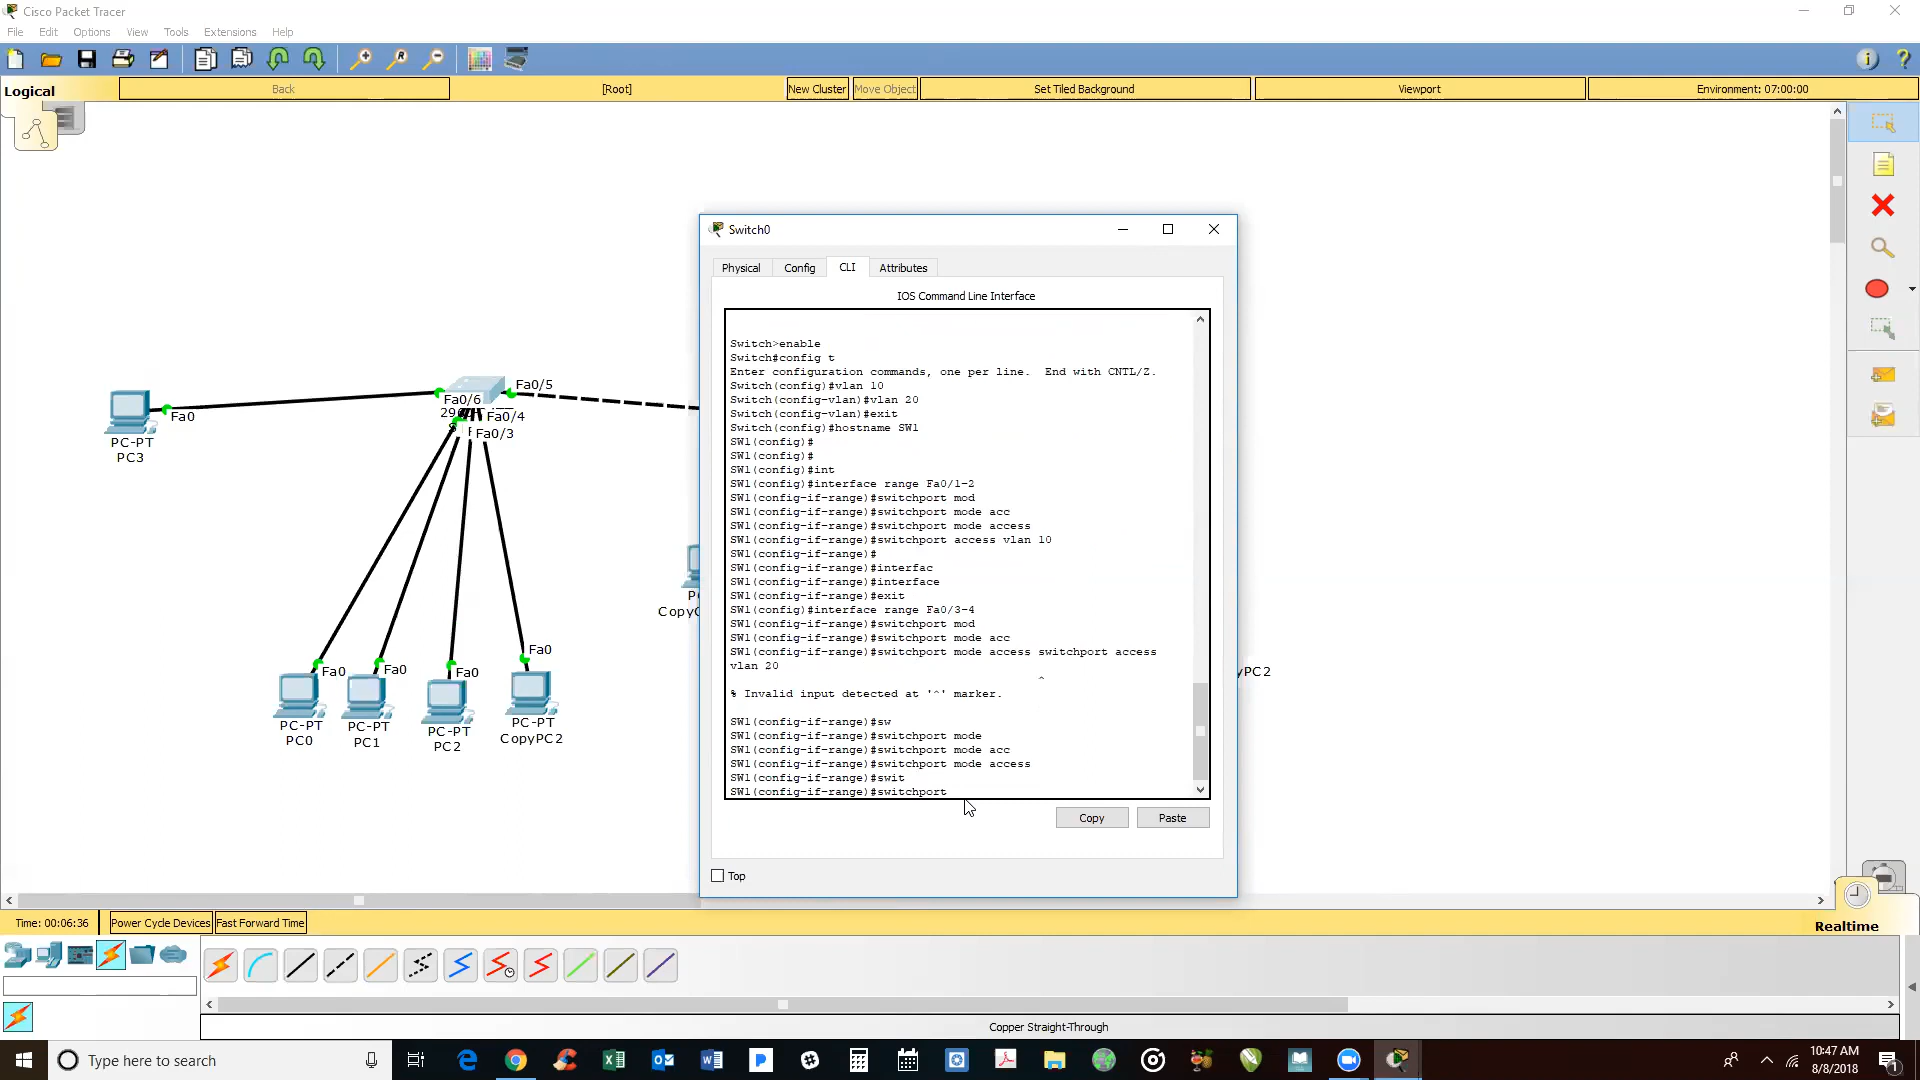 Cisco Packet Tracer
File Edit Options View Tools Extensions Help
Logical
Back
[Root]
New Cluster
Move Object
Set Tiled Background
Viewport
Environment: 07:00:00
Switch0
Physical Config CLI Attributes
IOS Command Line Interface
Switch>enable
Switch#config t
Enter configuration commands, one per line.  End with CNTL/Z.
Switch(config)#vlan 10
Switch(config-vlan)#vlan 20
Switch(config-vlan)#exit
Switch(config)#hostname SW1
SW1(config)#
SW1(config)#
SW1(config)#int
SW1(config)#interface range Fa0/1-2
SW1(config-if-range)#switchport mod
SW1(config-if-range)#switchport mode acc
SW1(config-if-range)#switchport mode access
SW1(config-if-range)#switchport access vlan 10
SW1(config-if-range)#
SW1(config-if-range)#interfac
SW1(config-if-range)#interface
SW1(config-if-range)#exit
SW1(config)#interface range Fa0/3-4
SW1(config-if-range)#switchport mod
SW1(config-if-range)#switchport mode acc
SW1(config-if-range)#switchport mode access switchport access
vlan 20
^
% Invalid input detected at '^' marker.
SW1(config-if-range)#sw
SW1(config-if-range)#switchport mode
SW1(config-if-range)#switchport mode acc
SW1(config-if-range)#switchport mode access
SW1(config-if-range)#swit
SW1(config-if-range)#switchport
Copy
Paste
Top
Fa0/5
Fa0/6
Fa0/4
Fa0/3
Fa0
PC-PT
PC3
Fa0
PC-PT
PC0
Fa0
PC-PT
PC1
Fa0
PC-PT
PC2
Fa0
PC-PT
CopyPC2
Time: 00:06:36
Power Cycle Devices
Fast Forward Time
Realtime
Copper Straight-Through
Type here to search
10:47 AM
8/8/2018